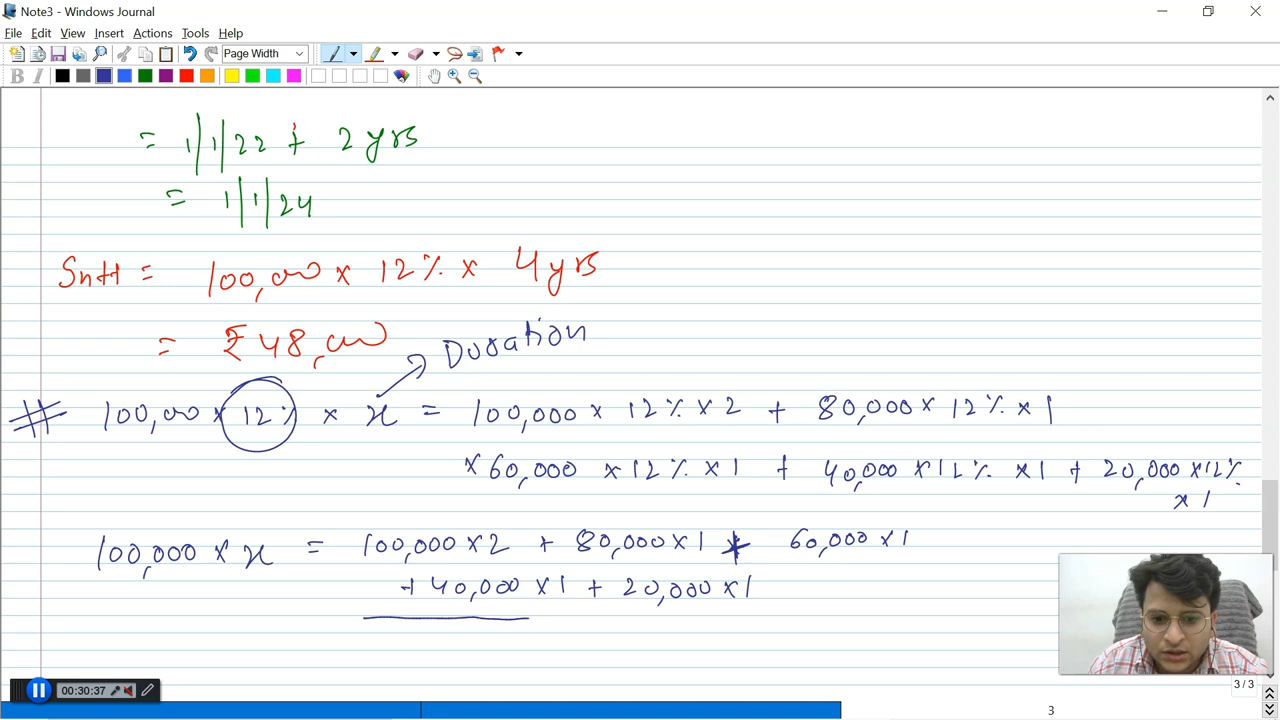 Note3 - Windows Journal
File Edit View Insert Actions Tools Help
Page Width
B I
= 1|1|22 + 2 yrs
= 1|1|24
Intt = 100,000 x 12% x 4 yrs
= ₹ 48,000
Duration
# 100,000 x 12% x x = 100,000 x 12% x 2 + 80,000 x 12% x 1
x 60,000 x 12% x 1 + 40,000 x 12% x 1 + 20,000 x 12%
x 1
100,000 x x = 100,000 x 2 + 80,000 x 1 + 60,000 x 1
+ 40,000 x 1 + 20,000 x 1
00:30:37
3 / 3
3